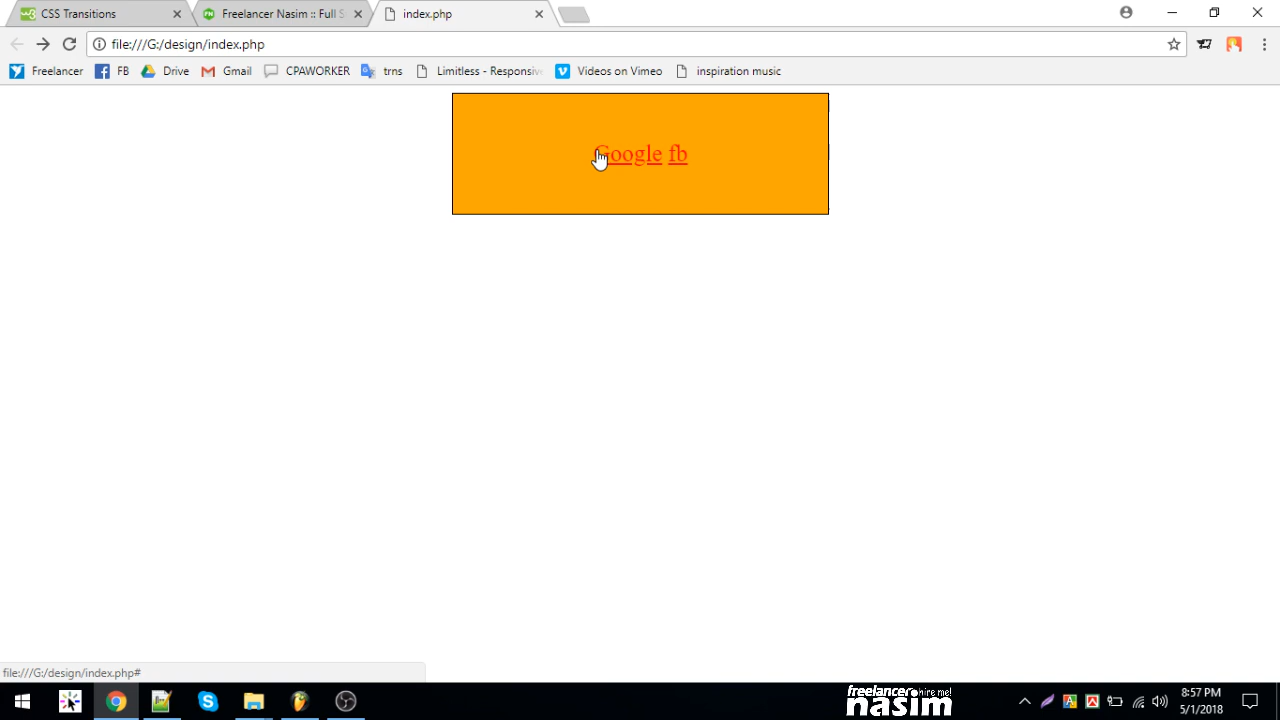 CSS Transitions
Freelancer Nasim :: Full S
index.php
file:///G:/design/index.php
Freelancer
FB
Drive
Gmail
CPAWORKER
trns
Limitless - Responsiv
Videos on Vimeo
inspiration music
Google fb
file:///G:/design/index.php#
freelancer hire me!
nasim
8:57 PM
5/1/2018